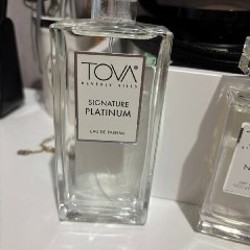 TOVA®
BEVERLY HILLS
SIGNATURE
PLATINUM
EAU DE PARFUM